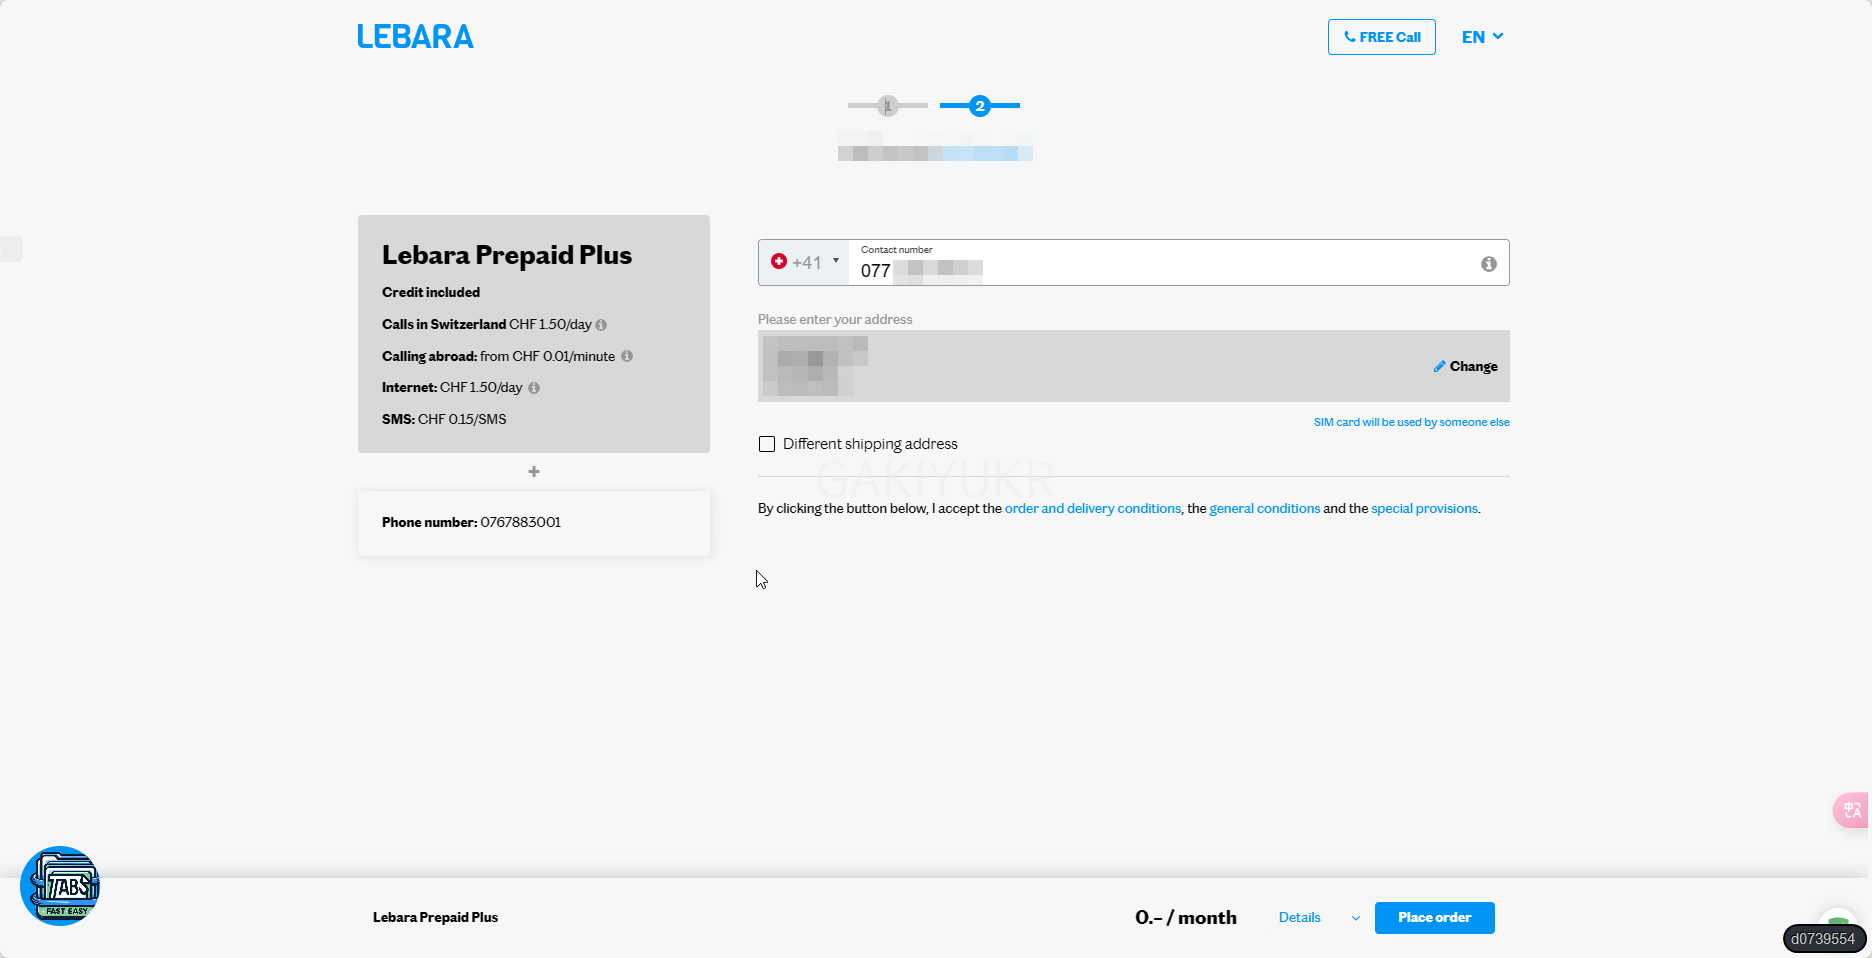 LEBARA
FREE Call
EN
1
2
Lebara Prepaid Plus
Credit included
Calls in Switzerland CHF 1.50/day
Calling abroad: from CHF 0.01/minute
Internet: CHF 1.50/day
SMS: CHF 0.15/SMS
+
Phone number: 0767883001
+41
Contact number
077
Please enter your address
Change
SIM card will be used by someone else
Different shipping address
GAKIYUKR
By clicking the button below, I accept the order and delivery conditions, the general conditions and the special provisions.
中A
TABS
FAST EASY
Lebara Prepaid Plus
0.– / month
Details
Place order
d0739554